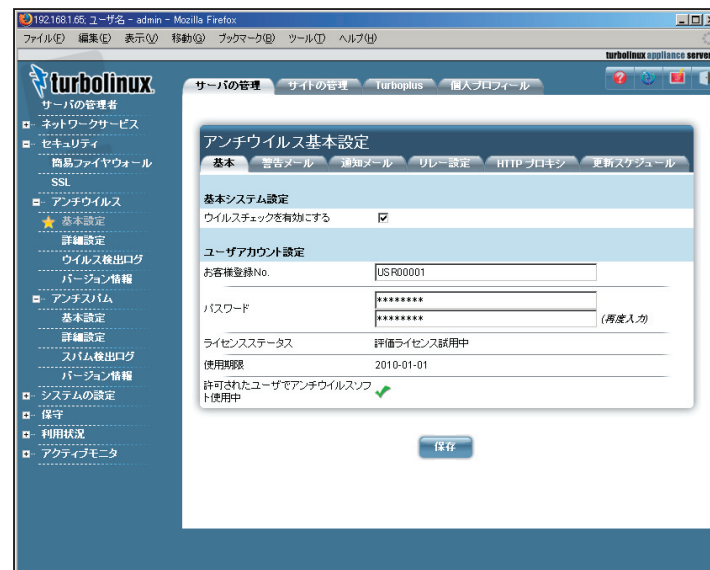 192.168.1.65: ユーザ名 - admin - Mozilla Firefox
ファイル(F) 編集(E) 表示(V) 移動(G) ブックマーク(B) ツール(T) ヘルプ(H)
turbolinux appliance server
turbolinux
サーバの管理 サイトの管理 Turboplus 個人プロフィール
サーバの管理者
ネットワークサービス
セキュリティ
簡易ファイヤウォール
SSL
アンチウイルス
基本設定
詳細設定
ウイルス検出ログ
バージョン情報
アンチスパム
基本設定
詳細設定
スパム検出ログ
バージョン情報
システムの設定
保守
利用状況
アクティブモニタ
アンチウイルス基本設定
基本 警告メール 通知メール リレー設定 HTTP プロキシ 更新スケジュール
基本システム設定
ウイルスチェックを有効にする
ユーザアカウント設定
お客様登録No. USR00001
パスワード ********
******** (再度入力)
ライセンスステータス 評価ライセンス試用中
使用期限 2010-01-01
許可されたユーザでアンチウイルスソフ
ト使用中
保存